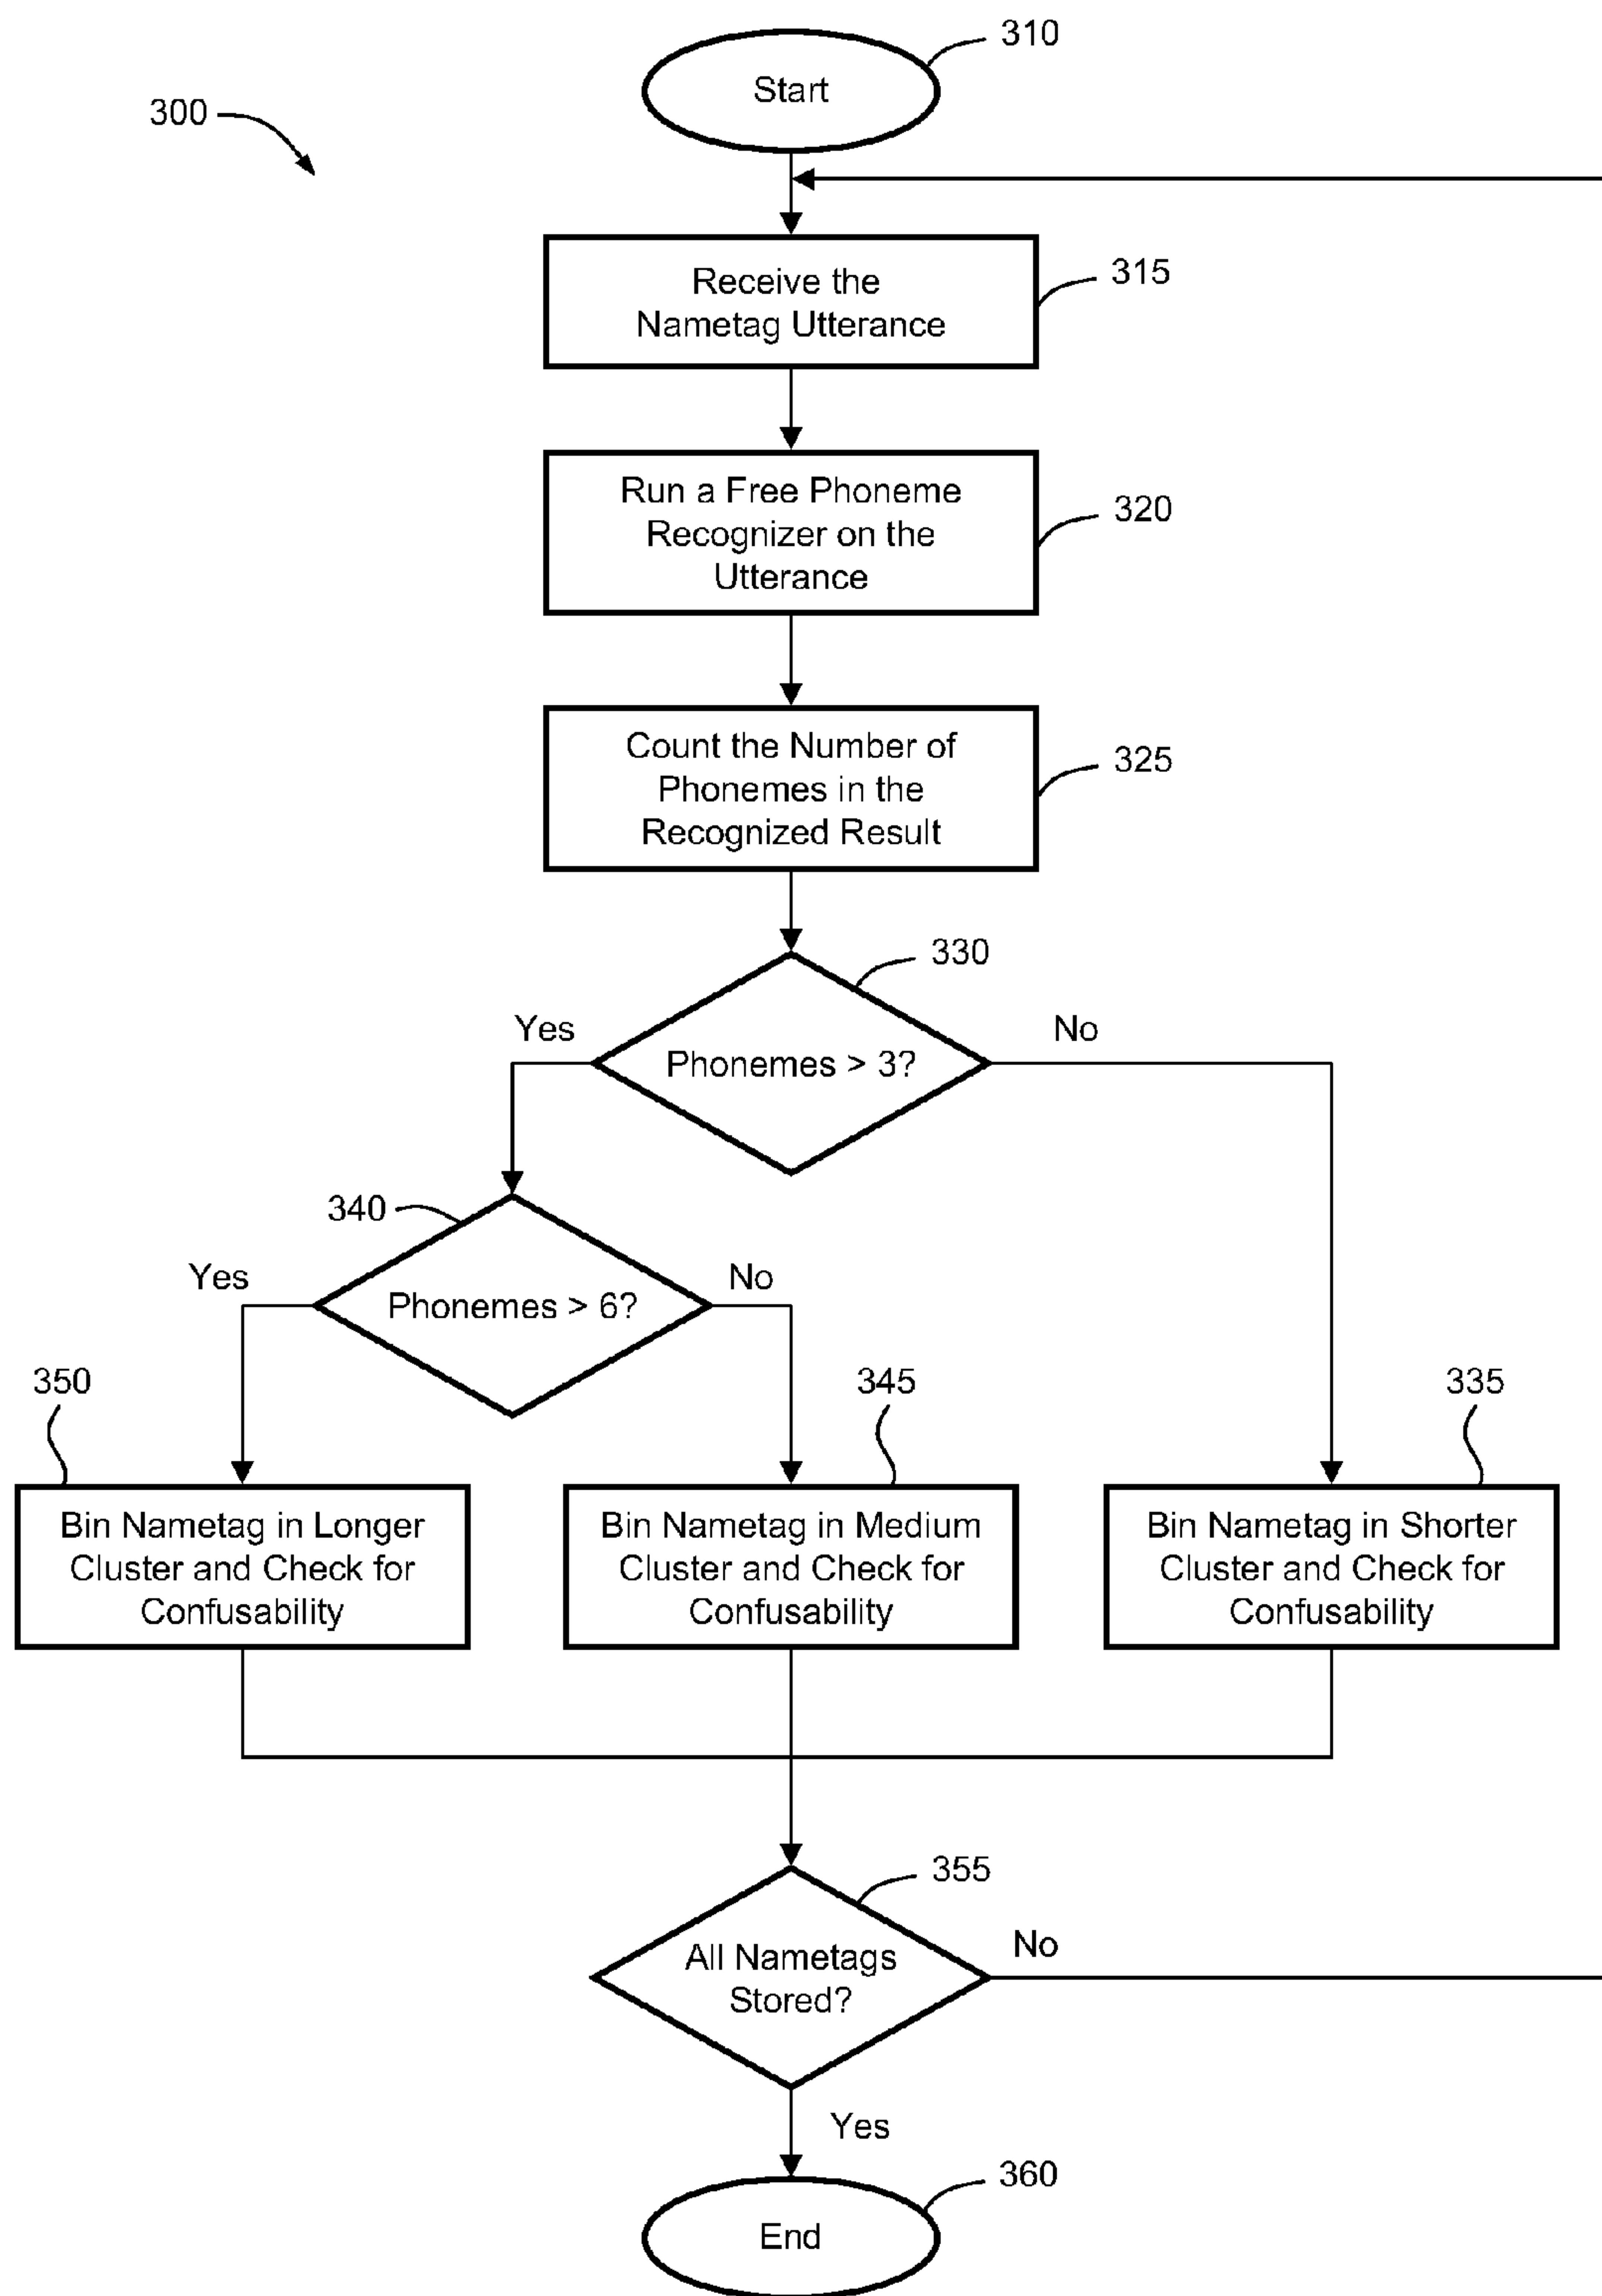 310
Start
300
Receive the
Nametag Utterance
315
Run a Free Phoneme
Recognizer on the
Utterance
320
Count the Number of
Phonemes in the
Recognized Result
325
330
Yes
Phonemes > 3?
No
340
Yes
Phonemes > 6?
No
350
Bin Nametag in Longer
Cluster and Check for
Confusability
345
Bin Nametag in Medium
Cluster and Check for
Confusability
335
Bin Nametag in Shorter
Cluster and Check for
Confusability
355
All Nametags
Stored?
No
Yes
360
End